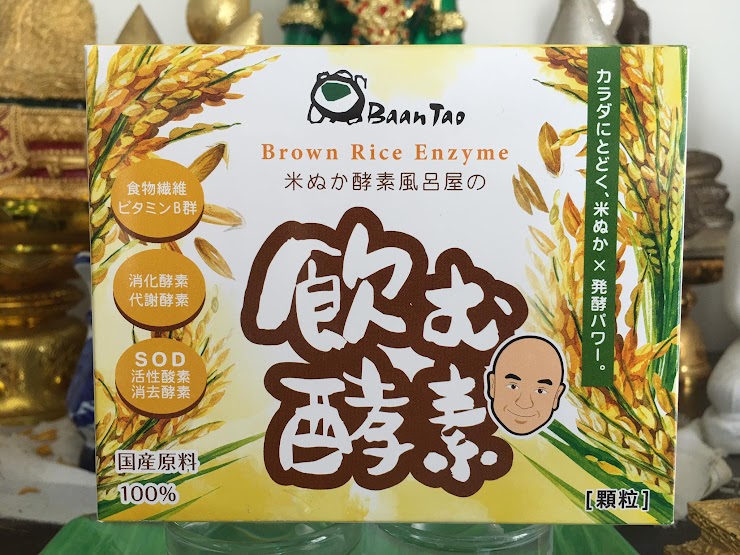 BaanTao
Brown Rice Enzyme
米ぬか酵素風呂屋の
飲む
酵素
カラダにとどく、米ぬか×発酵パワー。
食物繊維
ビタミンB群
消化酵素
代謝酵素
SOD
活性酸素
消去酵素
国産原料
100%
[顆粒]